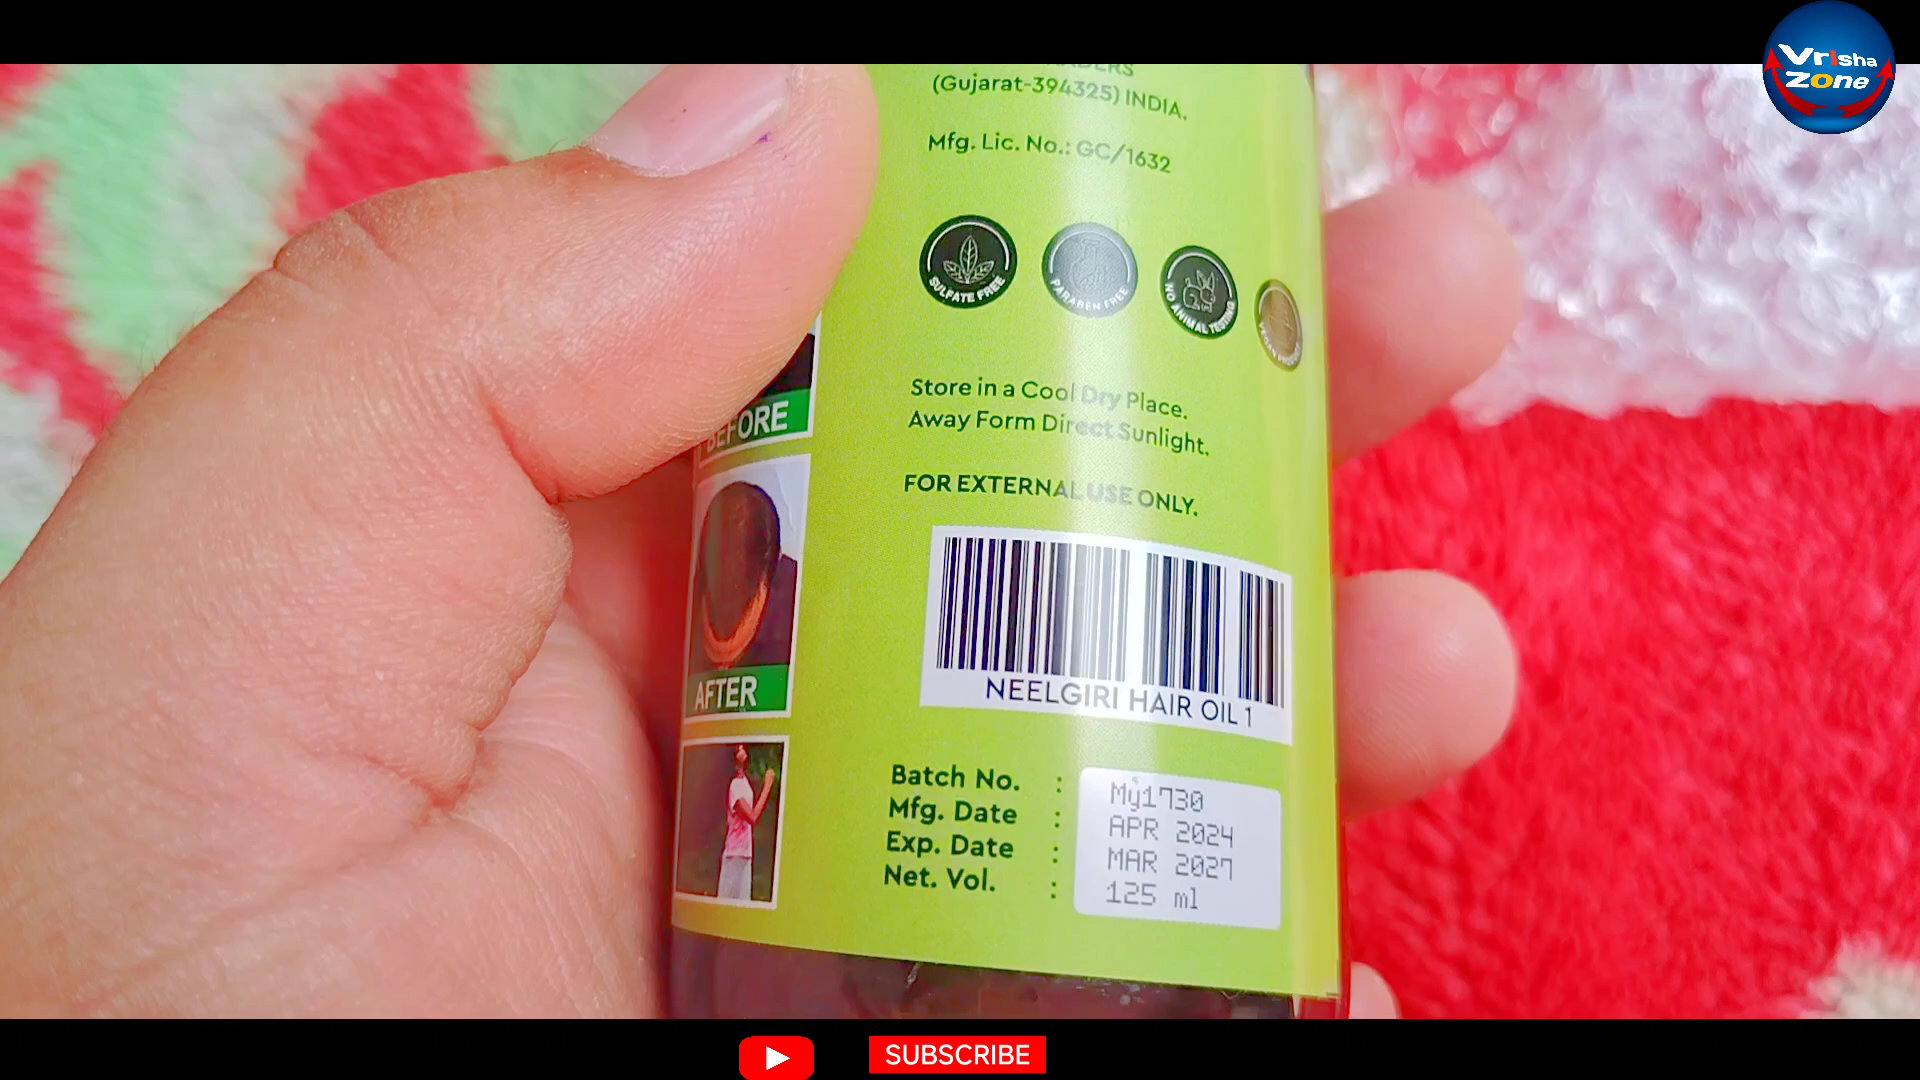 Vrisha
Zone
(Gujarat-394325) INDIA.
Mfg. Lic. No.: GC/1632
SULFATE FREE
PARABEN FREE
NO ANIMAL TESTING
Store in a Cool Dry Place.
Away Form Direct Sunlight.
FOR EXTERNAL USE ONLY.
BEFORE
AFTER
NEELGIRI HAIR OIL 1
Batch No. : My1730
Mfg. Date : APR 2024
Exp. Date : MAR 2027
Net. Vol. : 125 ml
SUBSCRIBE